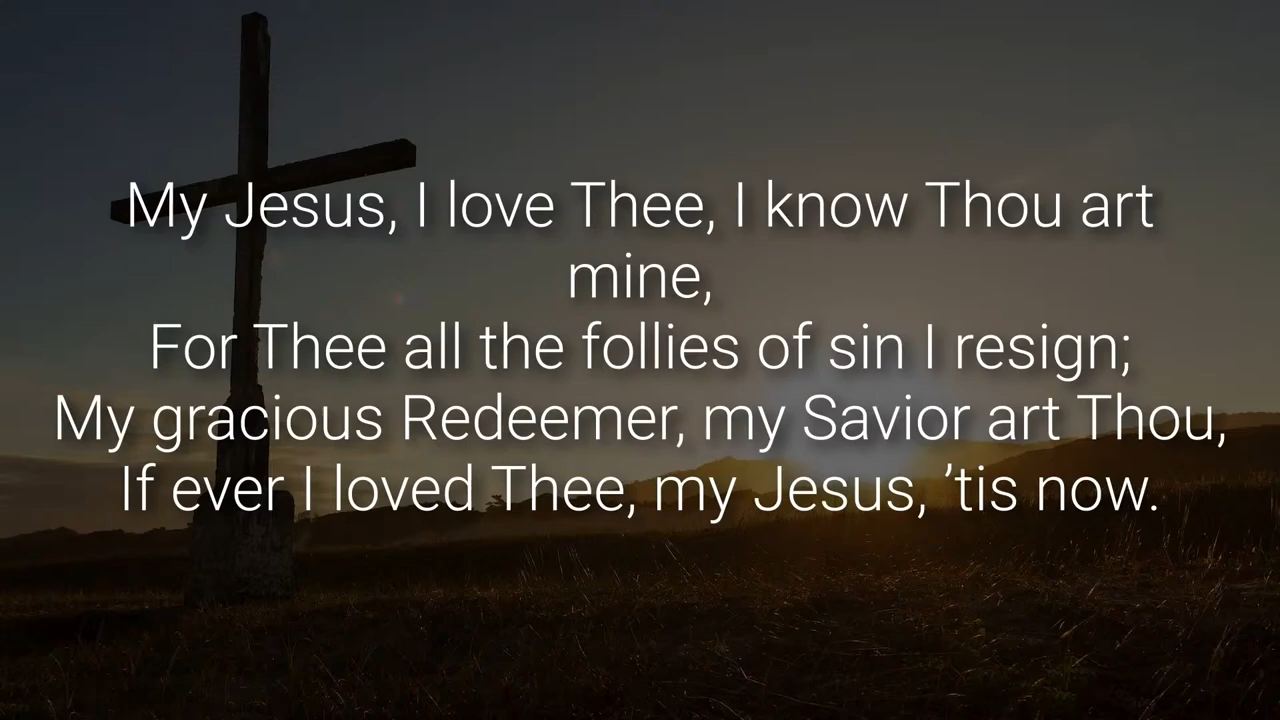 My Jesus, I love Thee, I know Thou art
mine,
For Thee all the follies of sin I resign;
My gracious Redeemer, my Savior art Thou,
If ever I loved Thee, my Jesus, ’tis now.